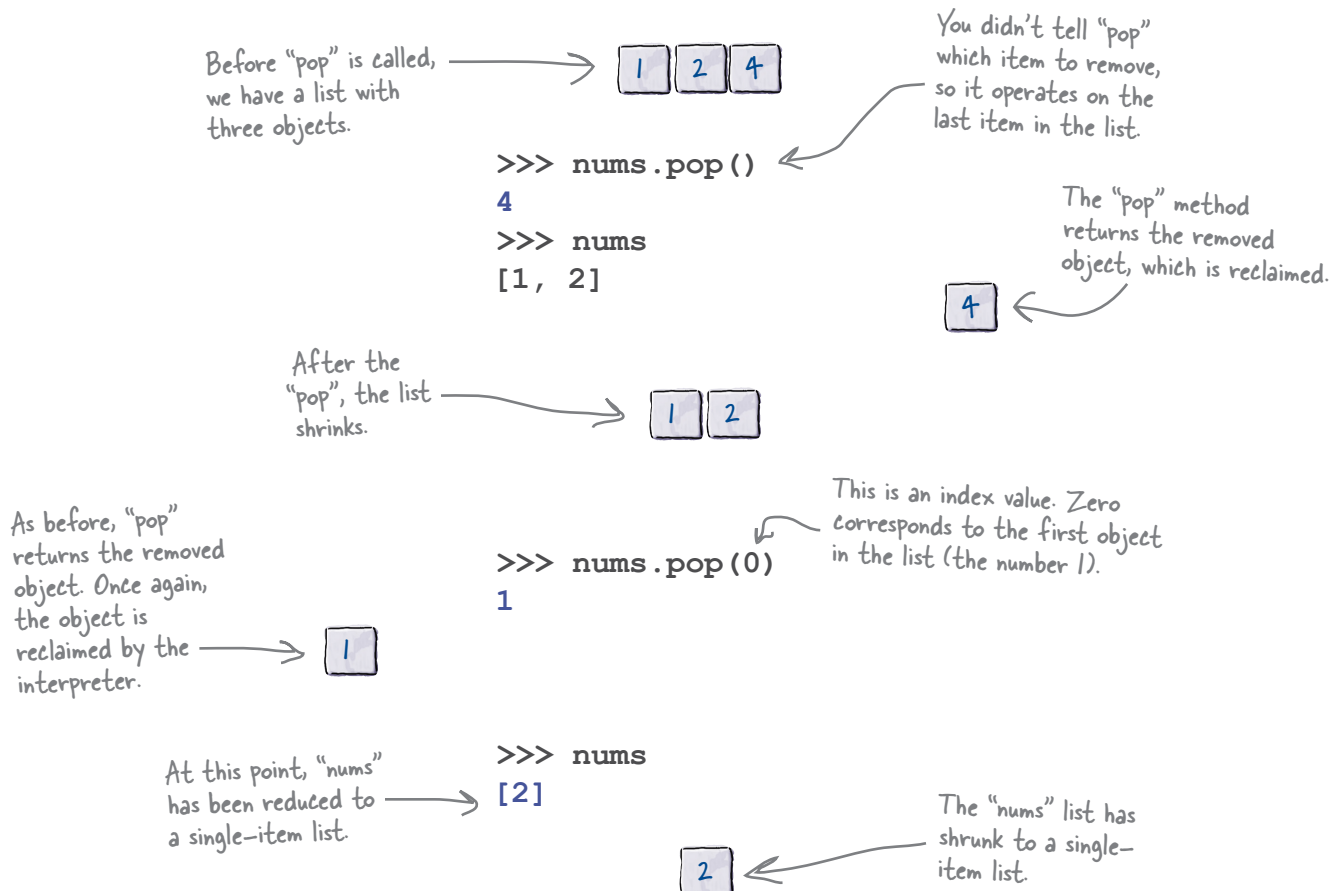 Before “pop” is called,
we have a list with
three objects.
1 2 4
You didn’t tell “pop”
which item to remove,
so it operates on the
last item in the list.
>>> nums.pop()
4
>>> nums
[1, 2]
The “pop” method
returns the removed
object, which is reclaimed.
4
After the
“pop”, the list
shrinks.
1 2
This is an index value. Zero
corresponds to the first object
in the list (the number 1).
>>> nums.pop(0)
1
As before, “pop”
returns the removed
object. Once again,
the object is
reclaimed by the
interpreter.
1
>>> nums
[2]
At this point, “nums”
has been reduced to
a single-item list.
The “nums” list has
shrunk to a single-
item list.
2